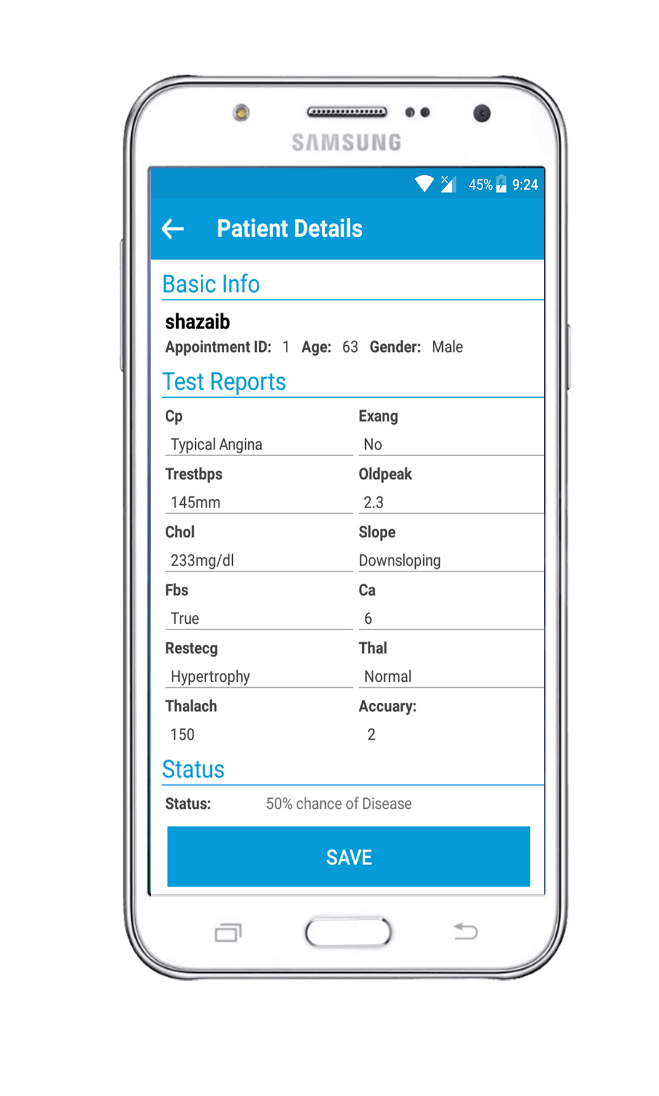 SAMSUNG
45% 9:24
Patient Details
Basic Info
shazaib
Appointment ID: 1 Age: 63 Gender: Male
Test Reports
Cp Exang
Typical Angina No
Trestbps Oldpeak
145mm 2.3
Chol Slope
233mg/dl Downsloping
Fbs Ca
True 6
Restecg Thal
Hypertrophy Normal
Thalach Accuary:
150 2
Status
Status: 50% chance of Disease
SAVE